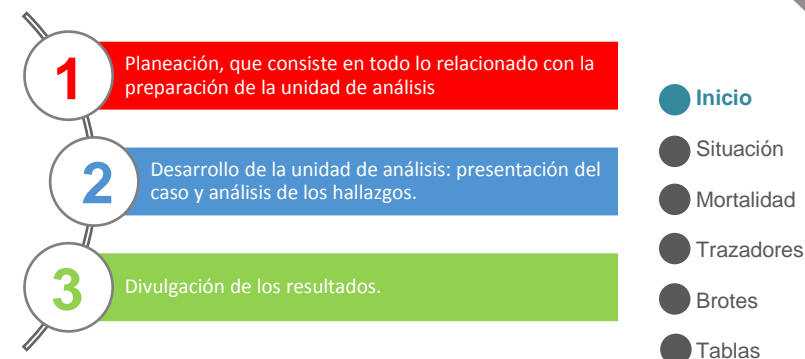 1
Planeación, que consiste en todo lo relacionado con la
preparación de la unidad de análisis
2
Desarrollo de la unidad de análisis: presentación del
caso y análisis de los hallazgos.
3
Divulgación de los resultados.
Inicio
Situación
Mortalidad
Trazadores
Brotes
Tablas